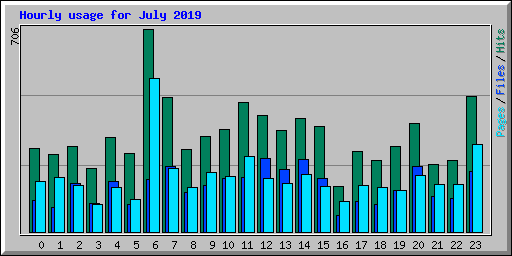 Hourly usage for July 2019
706
Pages/Files/Hits
0 1 2 3 4 5 6 7 8 9 10 11 12 13 14 15 16 17 18 19 20 21 22 23